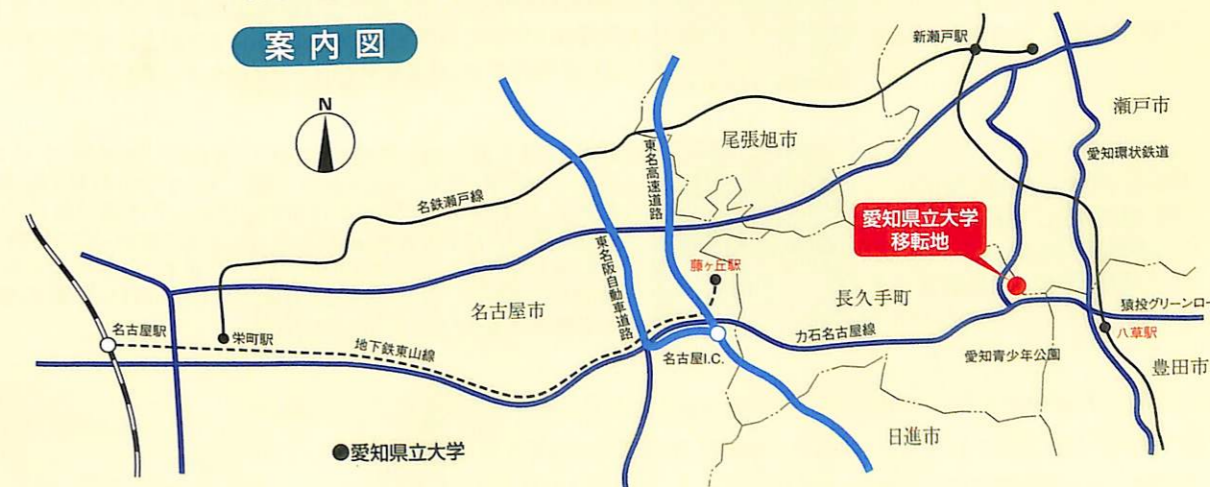 案内図
N
新瀬戸駅
瀬戸市
尾張旭市
愛知環状鉄道
東名高速道路
名鉄瀬戸線
愛知県立大学
移転地
東名阪自動車道路
藤ヶ丘駅
長久手町
名古屋市
猿投グリーンロー
名古屋駅
栄町駅
地下鉄東山線
力石名古屋線
八草駅
名古屋I.C.
愛知青少年公園
豊田市
日進市
愛知県立大学